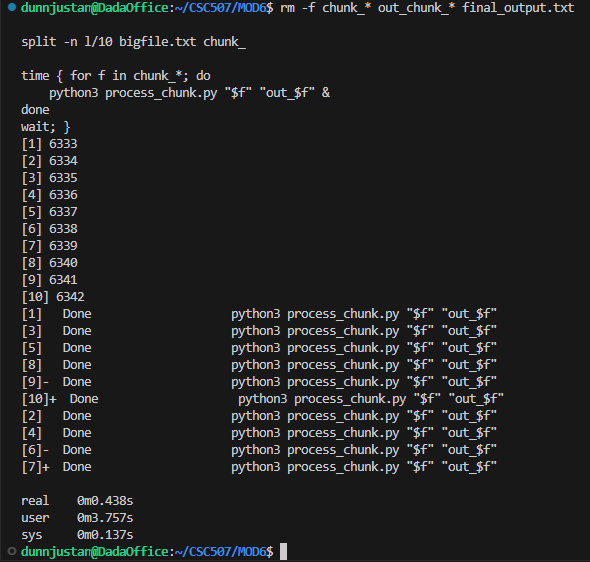 dunnjustan@DadaOffice:~/CSC507/MOD6$ rm -f chunk_* out_chunk_* final_output.txt

split -n l/10 bigfile.txt chunk_

time { for f in chunk_*; do
    python3 process_chunk.py "$f" "out_$f" &
done
wait; }
[1] 6333
[2] 6334
[3] 6335
[4] 6336
[5] 6337
[6] 6338
[7] 6339
[8] 6340
[9] 6341
[10] 6342
[1]   Done                    python3 process_chunk.py "$f" "out_$f"
[3]   Done                    python3 process_chunk.py "$f" "out_$f"
[5]   Done                    python3 process_chunk.py "$f" "out_$f"
[8]   Done                    python3 process_chunk.py "$f" "out_$f"
[9]-  Done                    python3 process_chunk.py "$f" "out_$f"
[10]+  Done                    python3 process_chunk.py "$f" "out_$f"
[2]   Done                    python3 process_chunk.py "$f" "out_$f"
[4]   Done                    python3 process_chunk.py "$f" "out_$f"
[6]-  Done                    python3 process_chunk.py "$f" "out_$f"
[7]+  Done                    python3 process_chunk.py "$f" "out_$f"

real    0m0.438s
user    0m3.757s
sys     0m0.137s
dunnjustan@DadaOffice:~/CSC507/MOD6$